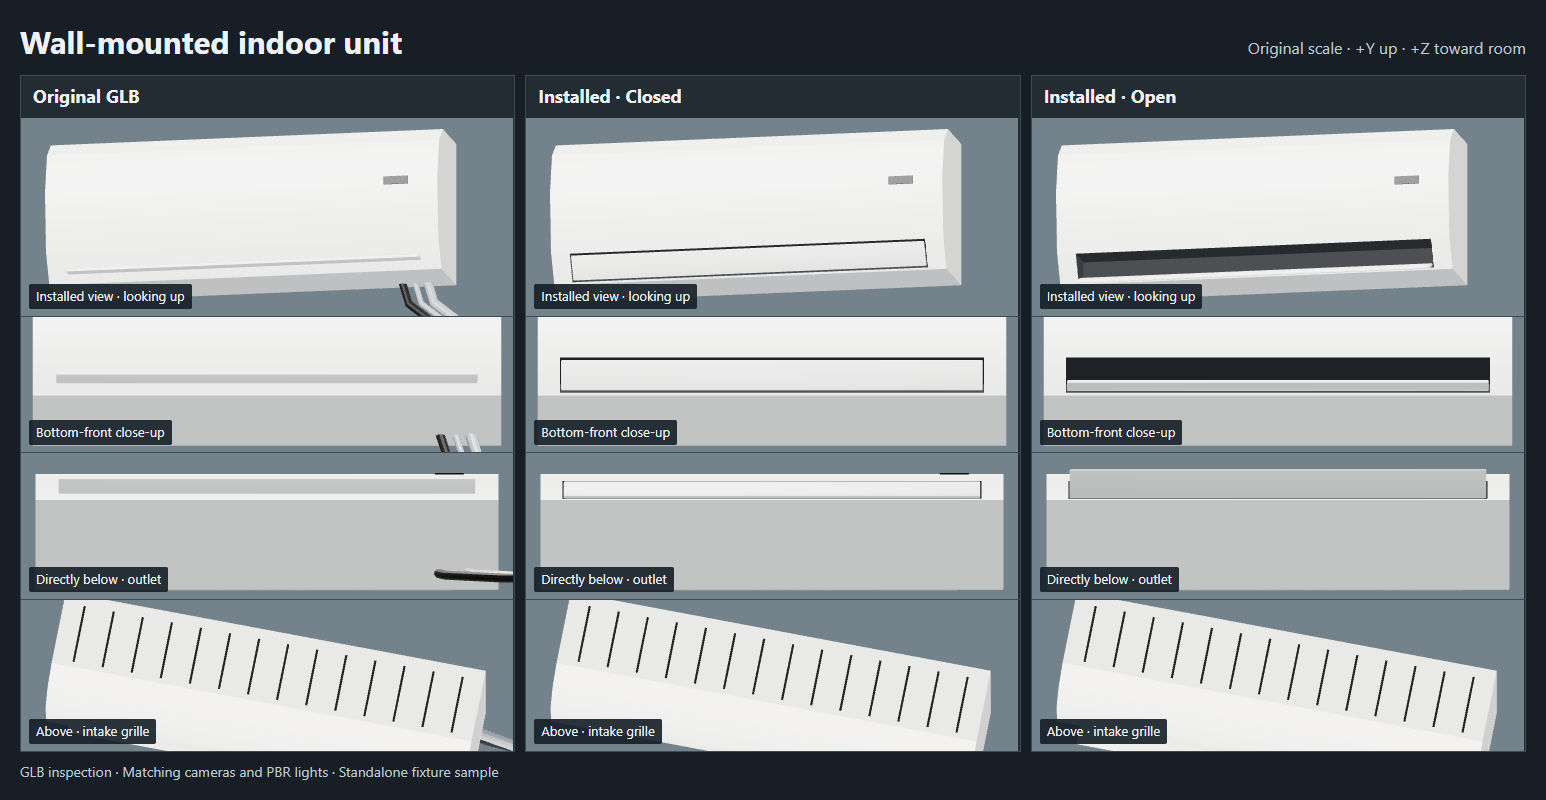 Wall-mounted indoor unit
Original scale · +Y up · +Z toward room
Original GLB
Installed · Closed
Installed · Open
Installed view · looking up
Installed view · looking up
Installed view · looking up
Bottom-front close-up
Bottom-front close-up
Bottom-front close-up
Directly below · outlet
Directly below · outlet
Directly below · outlet
Above · intake grille
Above · intake grille
Above · intake grille
GLB inspection · Matching cameras and PBR lights · Standalone fixture sample